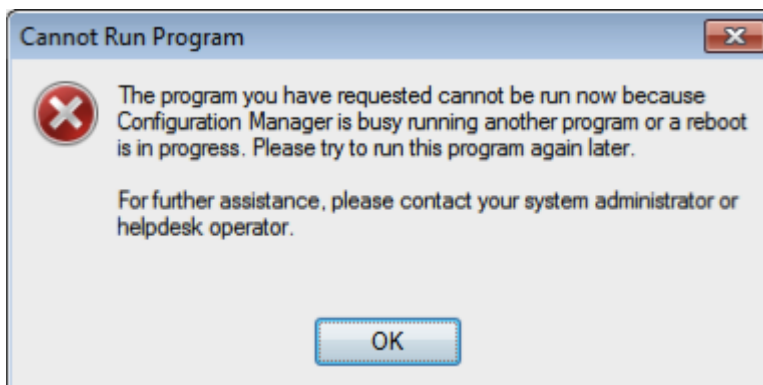 Cannot Run Program
The program you have requested cannot be run now because
Configuration Manager is busy running another program or a reboot
is in progress. Please try to run this program again later.
For further assistance, please contact your system administrator or
helpdesk operator.
OK